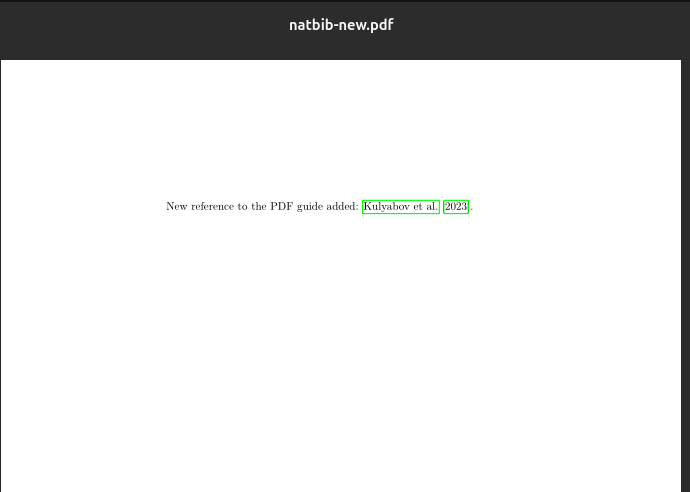 natbib-new.pdf
New reference to the PDF guide added: Kulyabov et al. 2023.